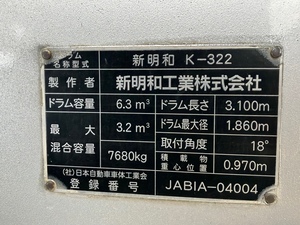 ドラム
名称型式 新明和 K-322
製作者 新明和工業株式会社
ドラム容量 6.3 m³ ドラム長さ 3.100m
最大 3.2 m³ ドラム最大径 1.860m
混合容量 7680kg 取付角度 18°
積載物
重心位置 0.970m
(社)日本自動車車体工業会
登録番号 JABIA-04004